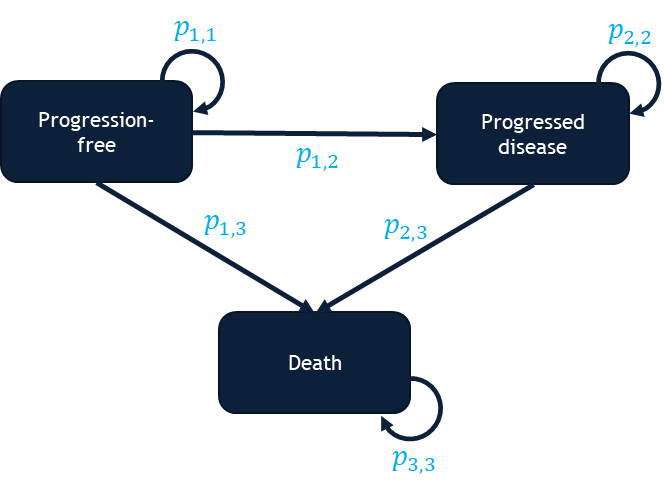 p1,1
p2,2
Progression-
free
Progressed
disease
p1,2
p1,3
p2,3
Death
p3,3